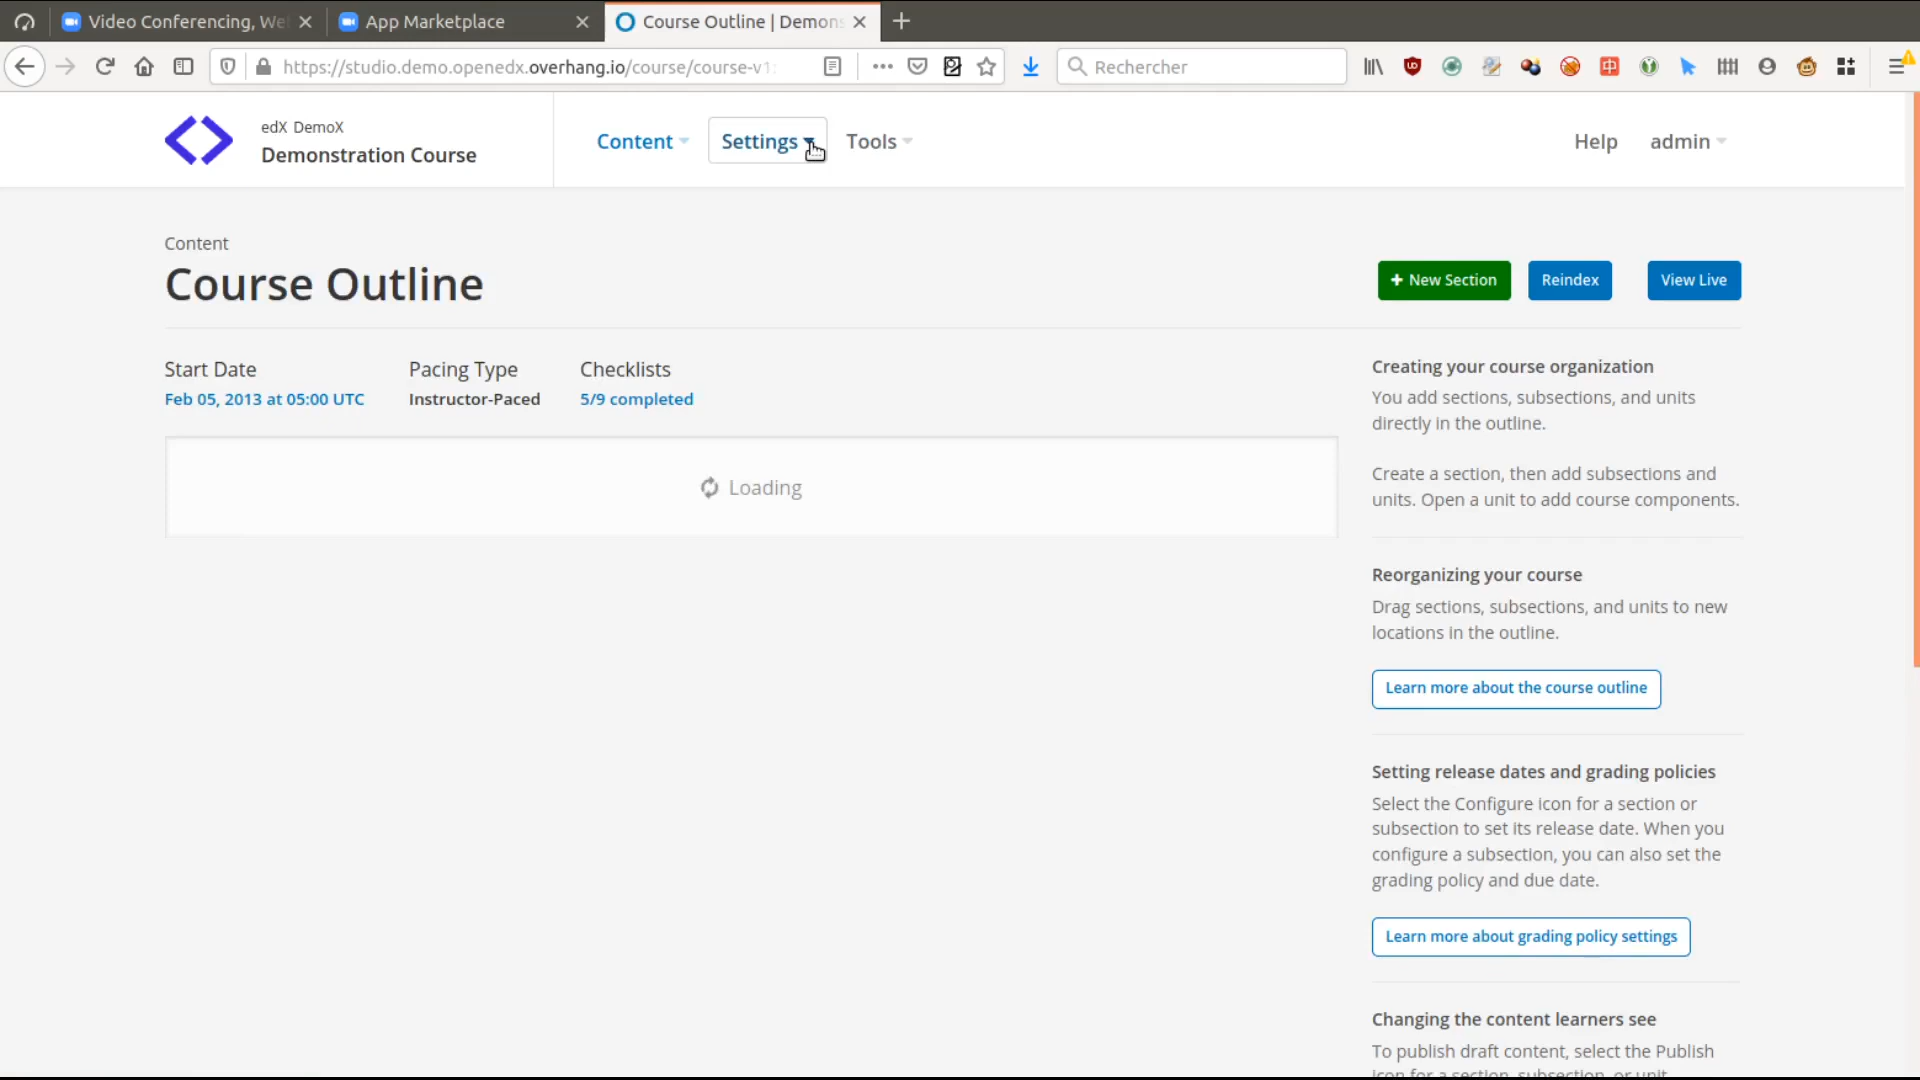 Video Conferencing, We
App Marketplace
Course Outline | Demons
https://studio.demo.openedx.overhang.io/course/course-v1:
Rechercher
edX DemoX
Demonstration Course
Content
Settings
Tools
Help
admin
Content
Course Outline
+ New Section
Reindex
View Live
Start Date
Feb 05, 2013 at 05:00 UTC
Pacing Type
Instructor-Paced
Checklists
5/9 completed
Loading
Creating your course organization
You add sections, subsections, and units
directly in the outline.
Create a section, then add subsections and
units. Open a unit to add course components.
Reorganizing your course
Drag sections, subsections, and units to new
locations in the outline.
Learn more about the course outline
Setting release dates and grading policies
Select the Configure icon for a section or
subsection to set its release date. When you
configure a subsection, you can also set the
grading policy and due date.
Learn more about grading policy settings
Changing the content learners see
To publish draft content, select the Publish
icon for a section, subsection, or unit.